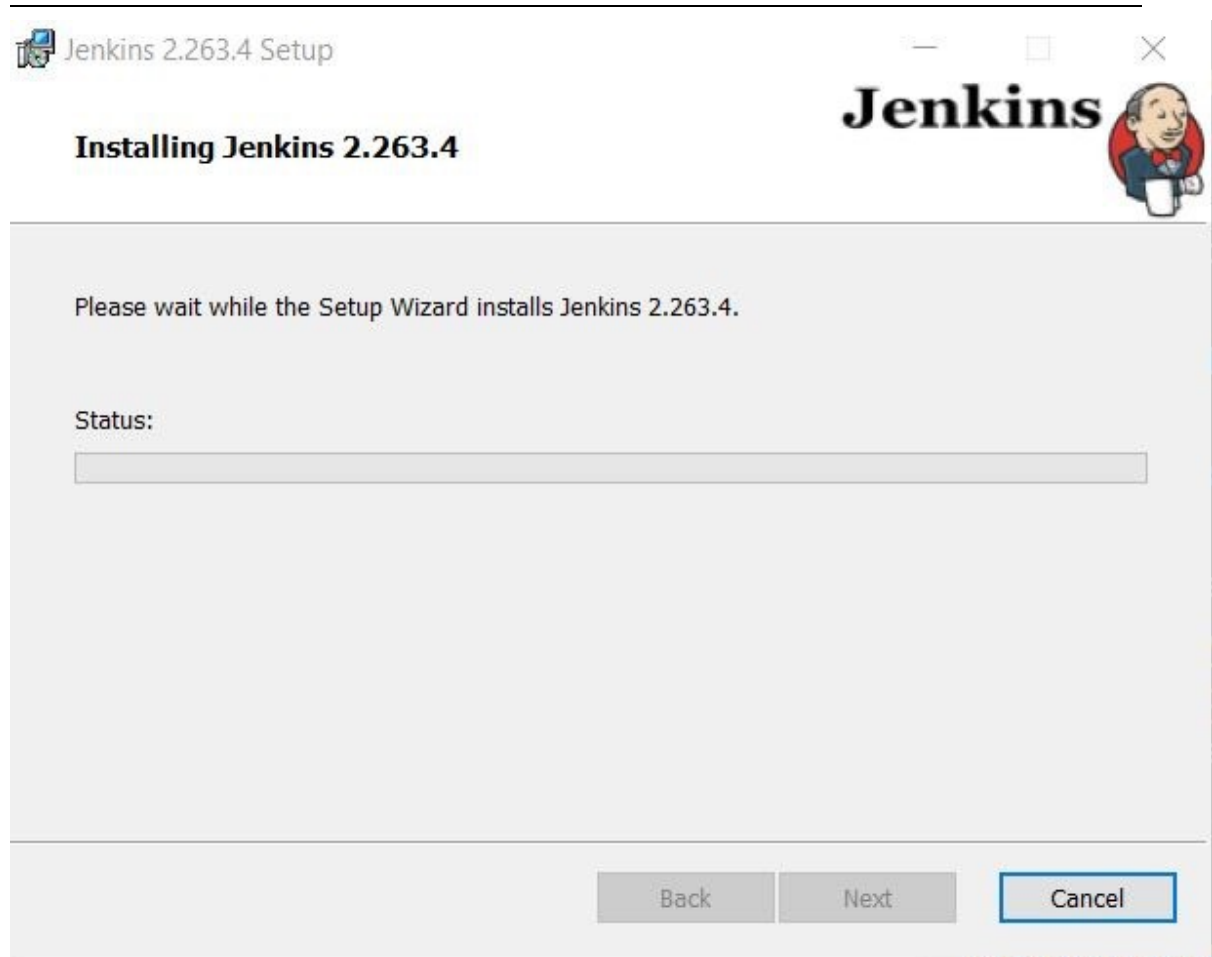 Jenkins 2.263.4 Setup
Jenkins
Installing Jenkins 2.263.4
Please wait while the Setup Wizard installs Jenkins 2.263.4.
Status:
Back
Next
Cancel